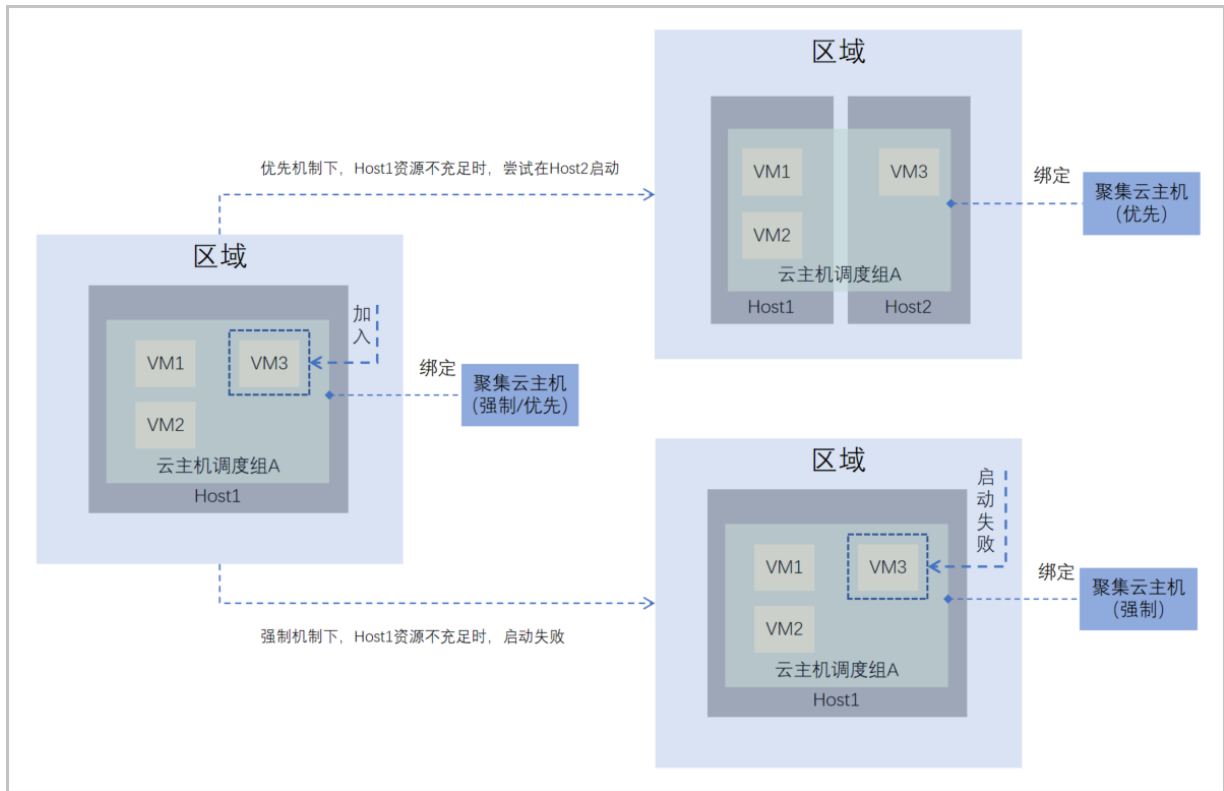 区域
Host1
Host2
VM1
VM3
VM2
云主机调度组A
绑定
聚集云主机
(优先)
优先机制下，Host1资源不充足时，尝试在Host2启动
区域
加入
VM1
VM3
VM2
云主机调度组A
Host1
绑定
聚集云主机
(强制/优先)
强制机制下，Host1资源不充足时，启动失败
区域
启动失败
VM1
VM3
VM2
云主机调度组A
Host1
绑定
聚集云主机
(强制)